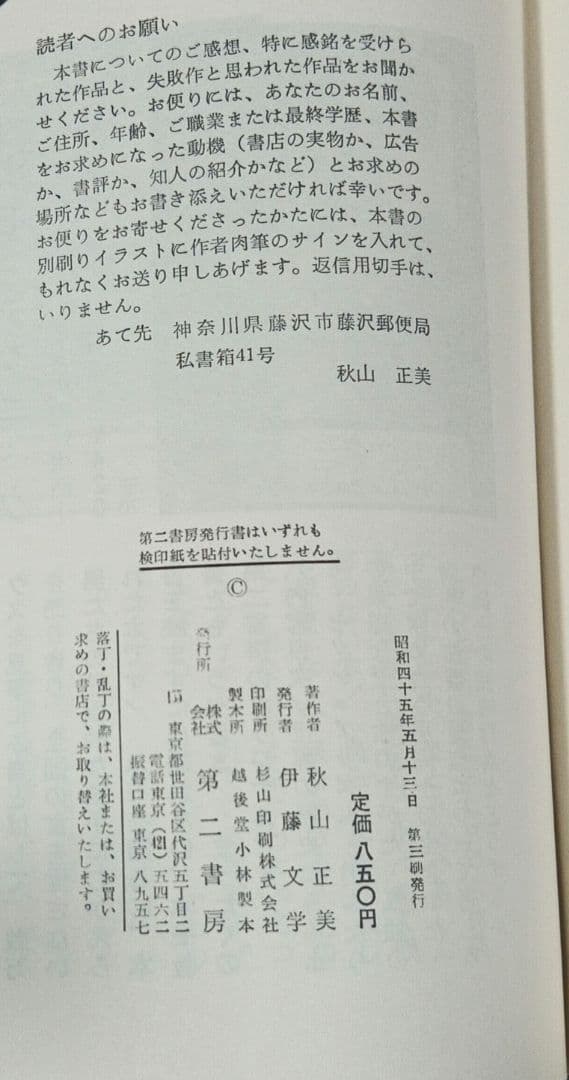 読者へのお願い
本書についてのご感想、特に感銘を受けら
れた作品と、失敗作と思われた作品をお聞か
せください。お便りには、あなたのお名前、
ご住所、年齢、ご職業または最終学歴、本書
をお求めになった動機（書店の実物か、広告
か、書評か、知人の紹介かなど）とお求めの
場所などもお書き添えいただければ幸いです。
お便りをお寄せくださったかたには、本書の
別刷りイラストに作者肉筆のサインを入れて、
もれなくお送り申しあげます。返信用切手は、
いりません。
あて先 神奈川県藤沢市藤沢郵便局
私書箱41号
秋山 正美
第二書房発行書はいずれも
検印紙を貼付いたしません。
©
昭和四十五年五月十三日 第三刷発行
定価 八五〇円
著作者 秋山正美
発行者 伊藤文学
印刷所 杉山印刷株式会社
製本所 越後堂小林製本
発行所 株式会社 第二書房
東京都世田谷区代沢五丁目二
電話東京（421）五四六二
振替口座 東京 八九五七
落丁・乱丁の際は、本社または、お買い
求めの書店で、お取り替えいたします。